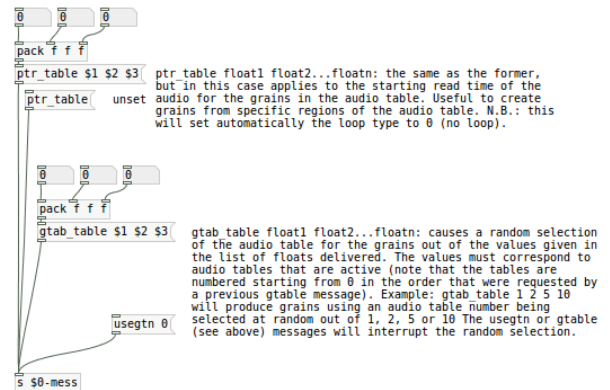 0 0 0
pack f f f
ptr_table $1 $2 $3
ptr_table float1 float2...floatn: the same as the former,
but in this case applies to the starting read time of the
audio for the grains in the audio table. Useful to create
grains from specific regions of the audio table. N.B.: this
will set automatically the loop type to 0 (no loop).
ptr_table unset
0 0 0
pack f f f
gtab_table $1 $2 $3
gtab_table float1 float2...floatn: causes a random selection
of the audio table for the grains out of the values given in
the list of floats delivered. The values must correspond to
audio tables that are active (note that the tables are
numbered starting from 0 in the order that were requested by
a previous gtable message). Example: gtab_table 1 2 5 10
will produce grains using an audio table number being
selected at random out of 1, 2, 5 or 10 The usegtn or gtable
(see above) messages will interrupt the random selection.
usegtn 0
s $0-mess